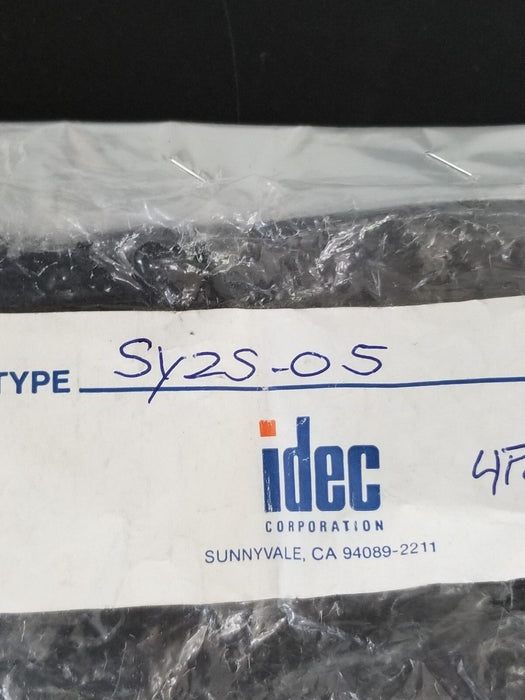 TYPE SY2S-05
idec
CORPORATION
SUNNYVALE, CA 94089-2211